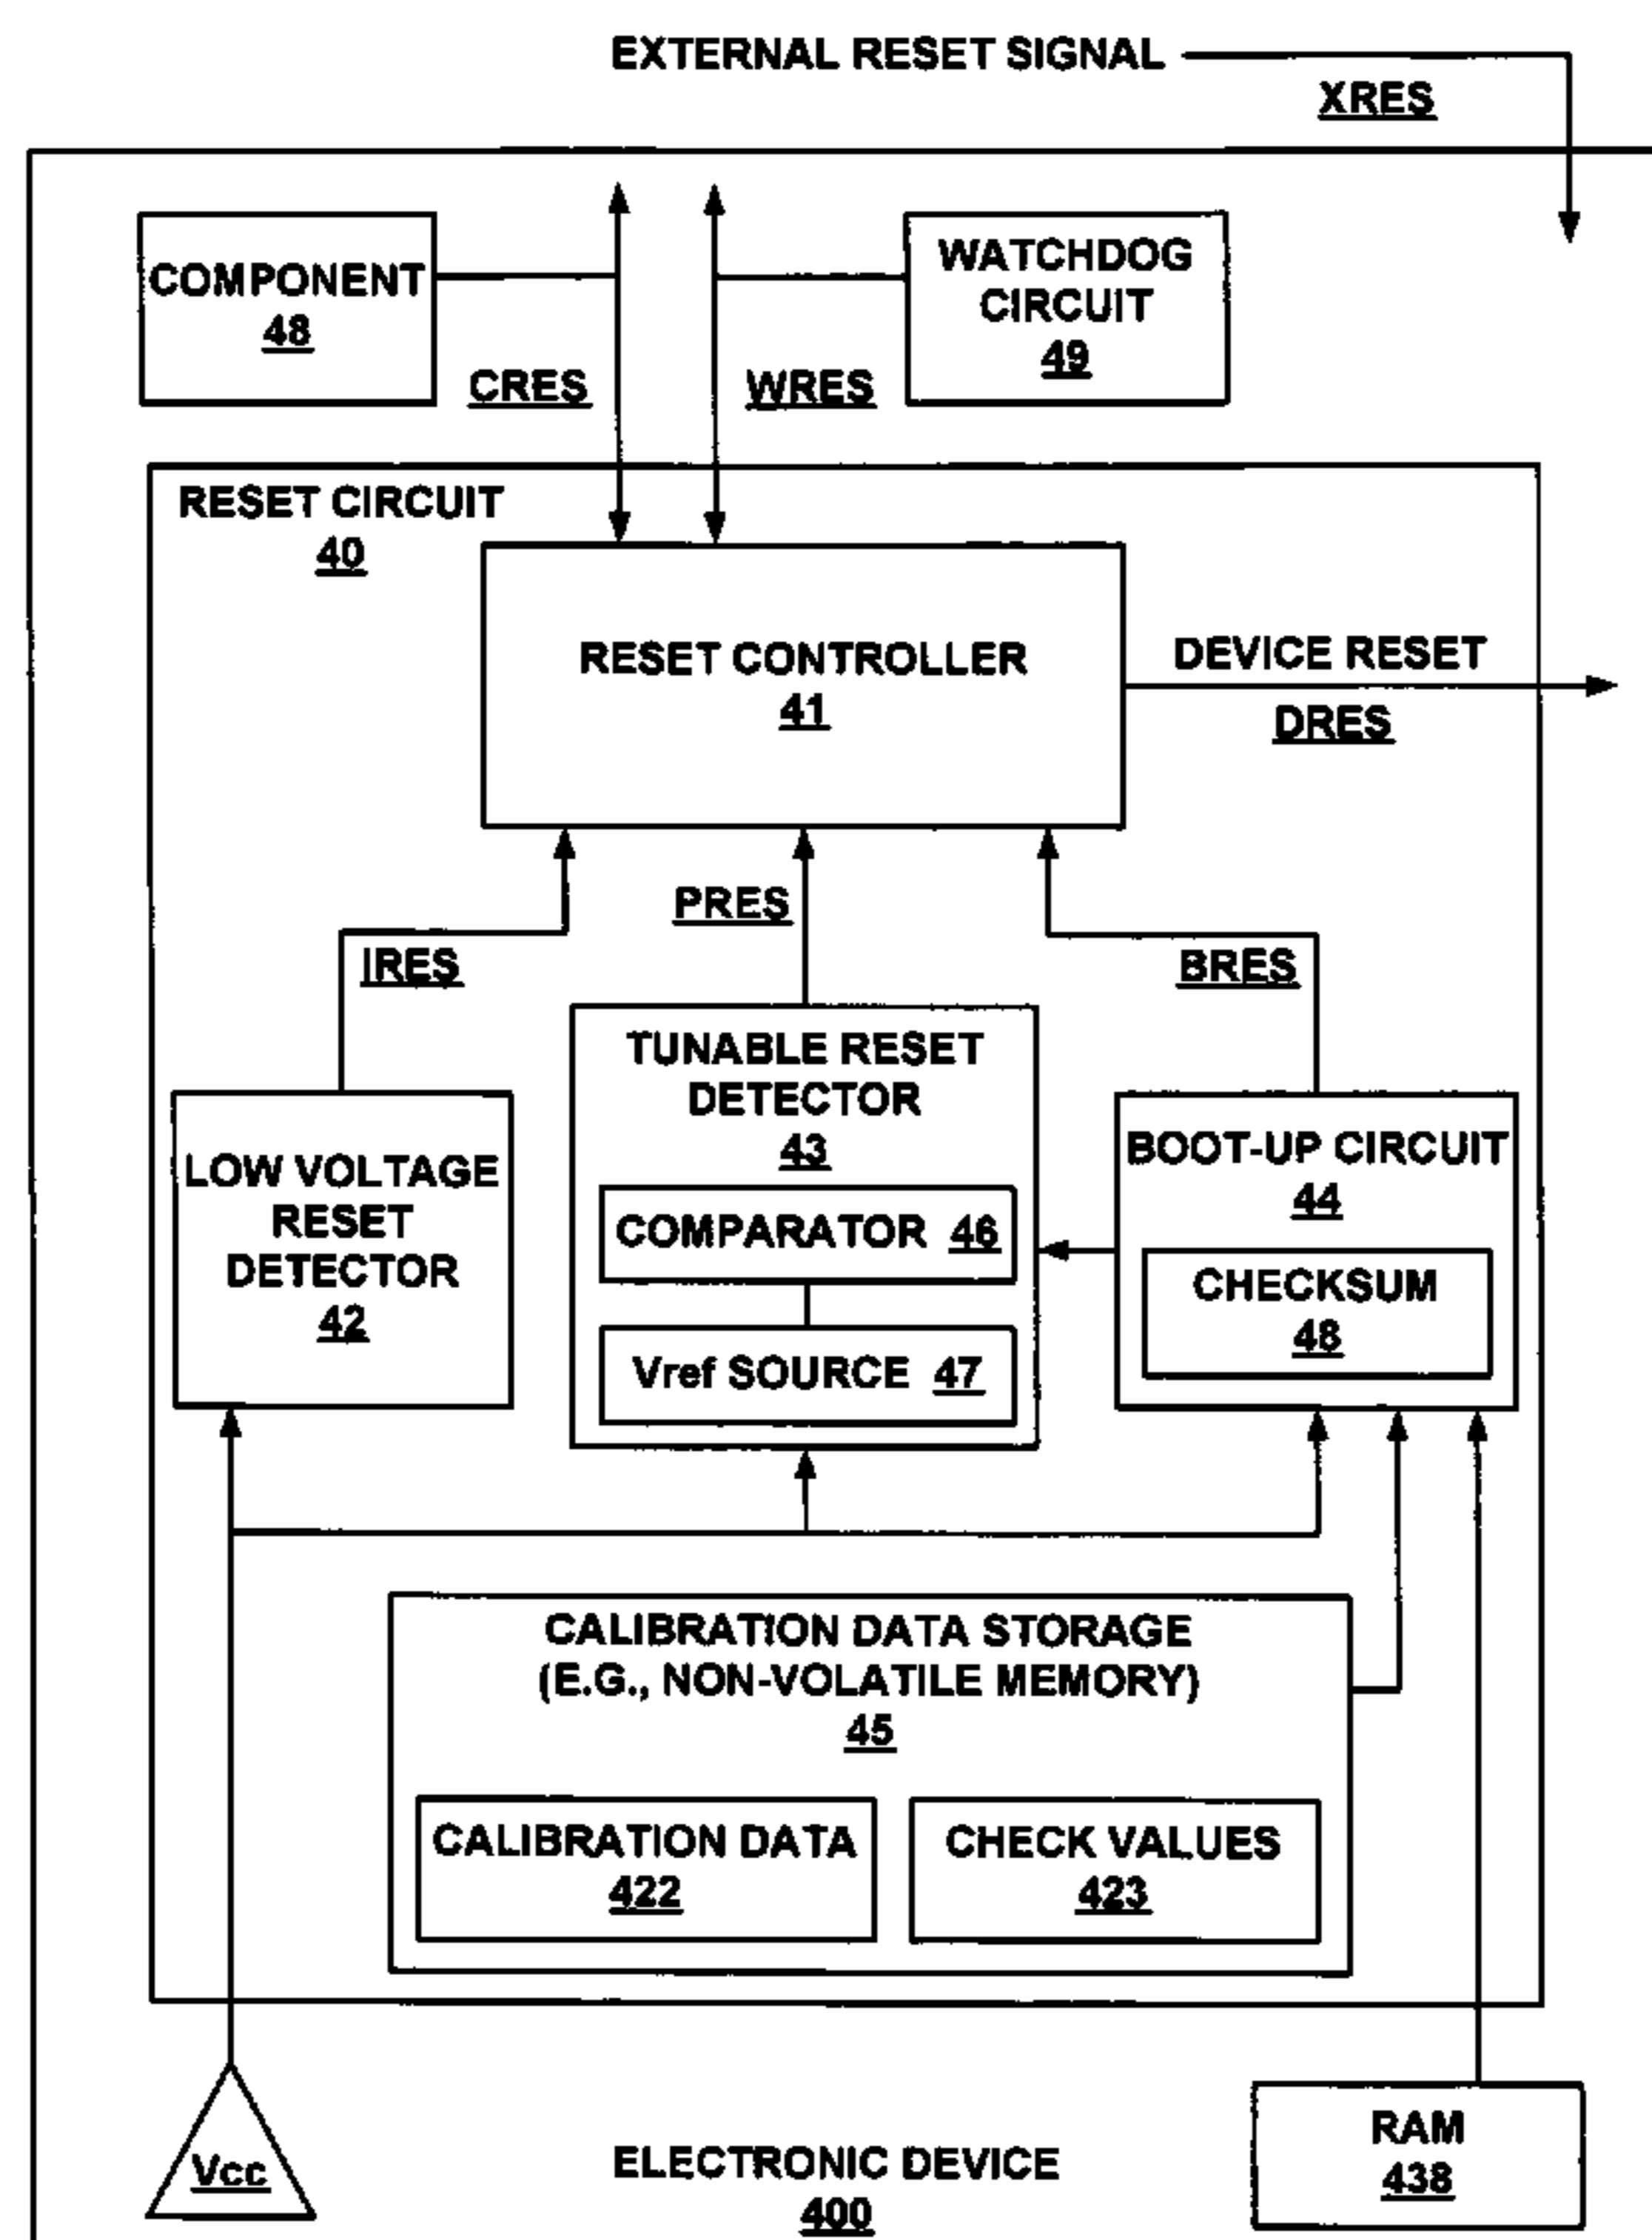 EXTERNAL RESET SIGNAL
XRES
COMPONENT
48
CRES
WRES
WATCHDOG
CIRCUIT
49
RESET CIRCUIT
40
RESET CONTROLLER
41
DEVICE RESET
DRES
IRES
PRES
BRES
LOW VOLTAGE
RESET
DETECTOR
42
TUNABLE RESET
DETECTOR
43
COMPARATOR 46
Vref SOURCE 47
BOOT-UP CIRCUIT
44
CHECKSUM
48
CALIBRATION DATA STORAGE
(E.G., NON-VOLATILE MEMORY)
45
CALIBRATION DATA
422
CHECK VALUES
423
Vcc
ELECTRONIC DEVICE
400
RAM
438